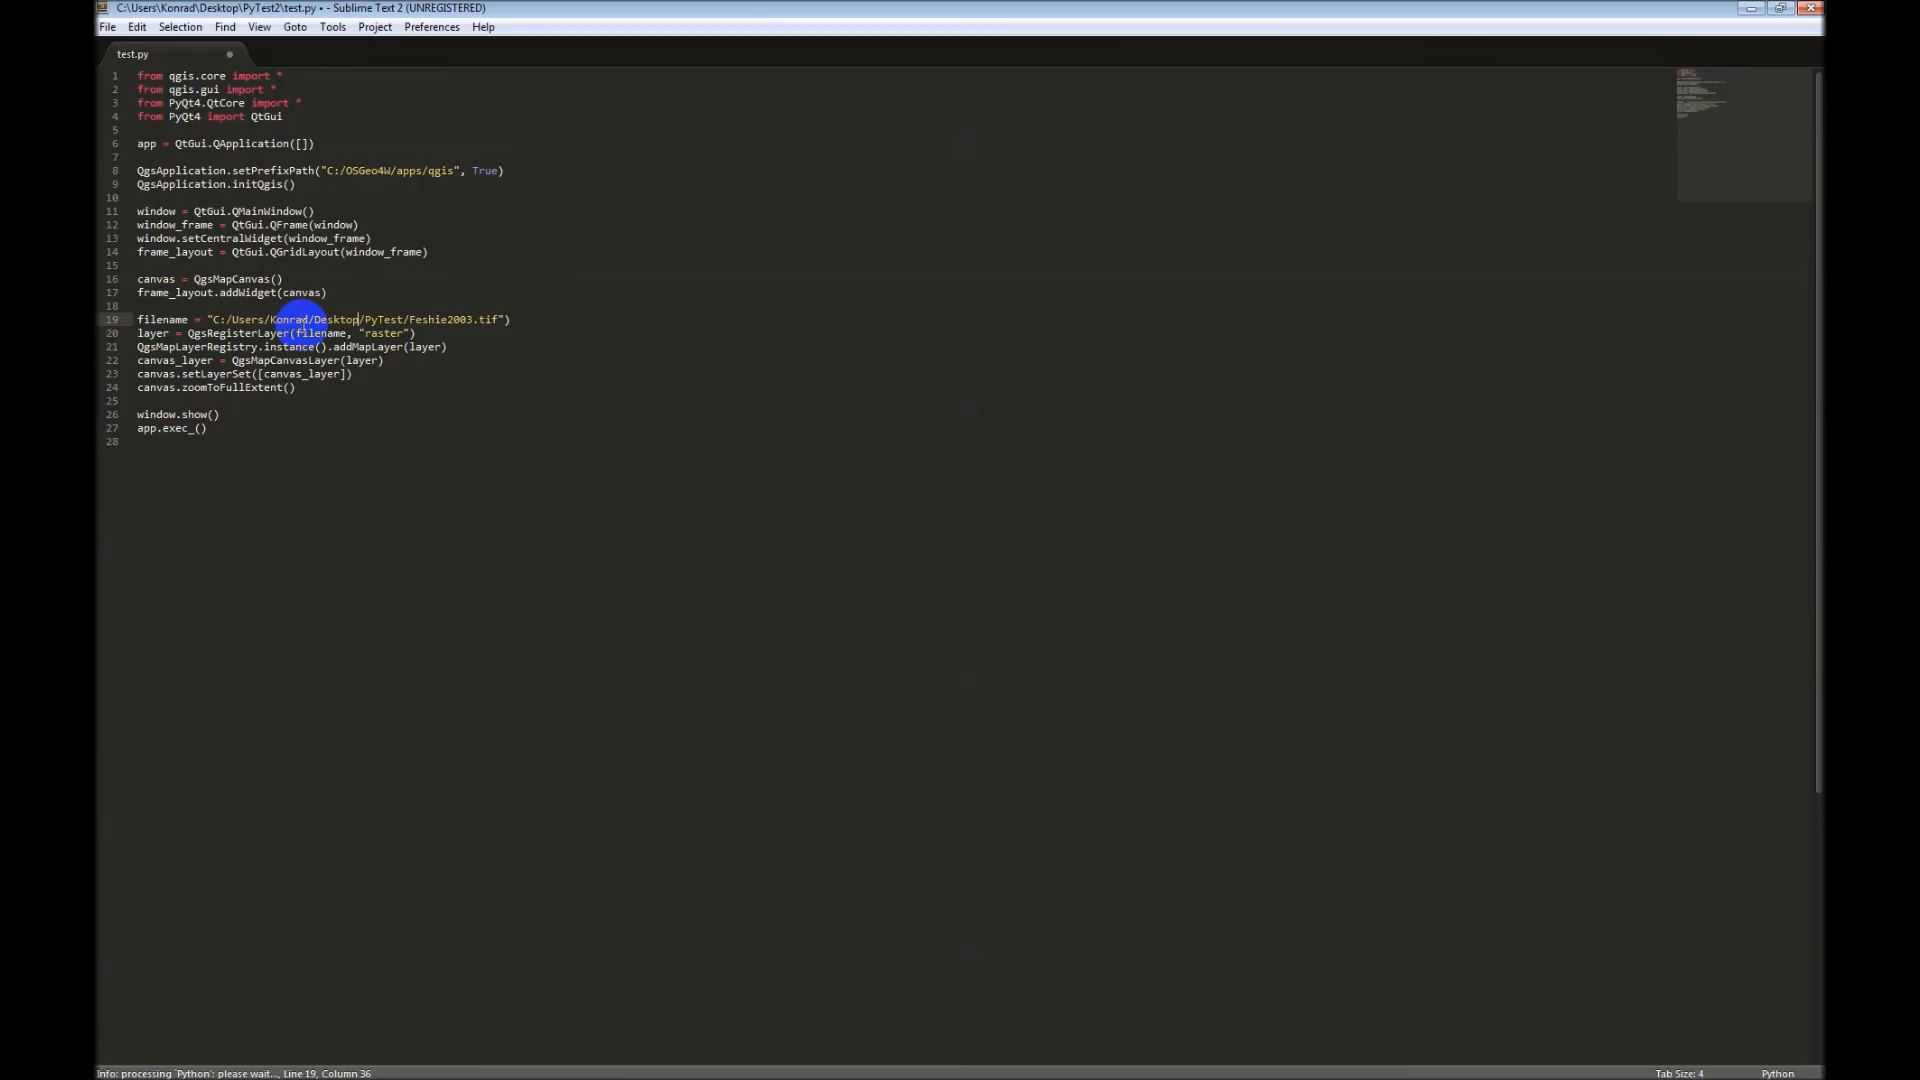 C:\Users\Konrad\Desktop\PyTest2\test.py • - Sublime Text 2 (UNREGISTERED)
File Edit Selection Find View Goto Tools Project Preferences Help
test.py
1 from qgis.core import *
2 from qgis.gui import *
3 from PyQt4.QtCore import *
4 from PyQt4 import QtGui
5
6 app = QtGui.QApplication([])
7
8 QgsApplication.setPrefixPath("C:/OSGeo4W/apps/qgis", True)
9 QgsApplication.initQgis()
10
11 window = QtGui.QMainWindow()
12 window_frame = QtGui.QFrame(window)
13 window.setCentralWidget(window_frame)
14 frame_layout = QtGui.QGridLayout(window_frame)
15
16 canvas = QgsMapCanvas()
17 frame_layout.addWidget(canvas)
18
19 filename = "C:/Users/Konrad/Desktop/PyTest/Feshie2003.tif")
20 layer = QgsRegisterLayer(filename, "raster")
21 QgsMapLayerRegistry.instance().addMapLayer(layer)
22 canvas_layer = QgsMapCanvasLayer(layer)
23 canvas.setLayerSet([canvas_layer])
24 canvas.zoomToFullExtent()
25
26 window.show()
27 app.exec_()
28
Info: processing `Python': please wait..., Line 19, Column 36 Tab Size: 4 Python